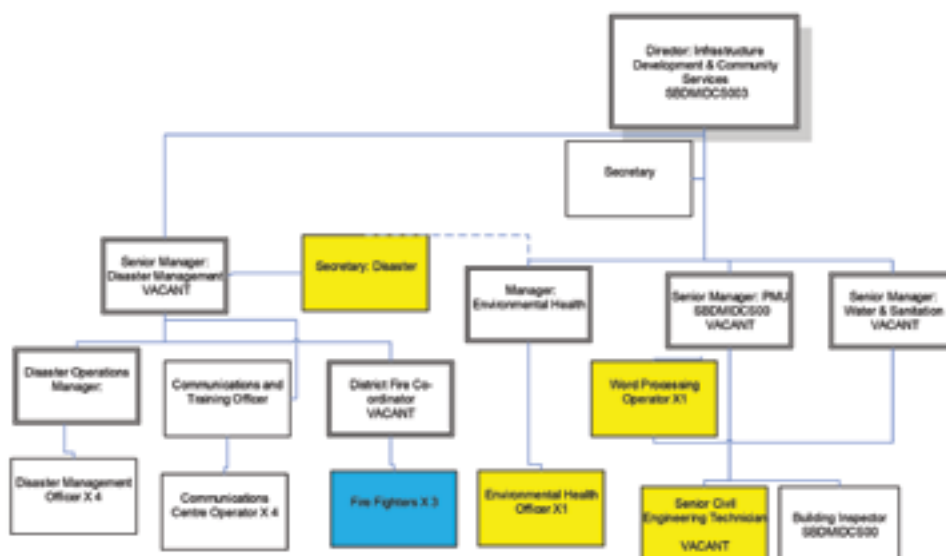 Director: Infrastructure
Development & Community
Services
SBDMIDCS003
Secretary
Senior Manager:
Disaster Management
VACANT
Secretary: Disaster
Manager:
Environmental Health
Senior Manager: PMU
SBDMIDCS00
VACANT
Senior Manager:
Water & Sanitation
VACANT
Disaster Operations
Manager:
Communications and
Training Officer
District Fire Co-
ordinator
VACANT
Word Processing
Operator X1
Disaster Management
Officer X 4
Communications
Centre Operator X 4
Fire Fighters X 3
Environmental Health
Officer X1
Senior Civil
Engineering Technician
VACANT
Building Inspector
SBDMIDCS00